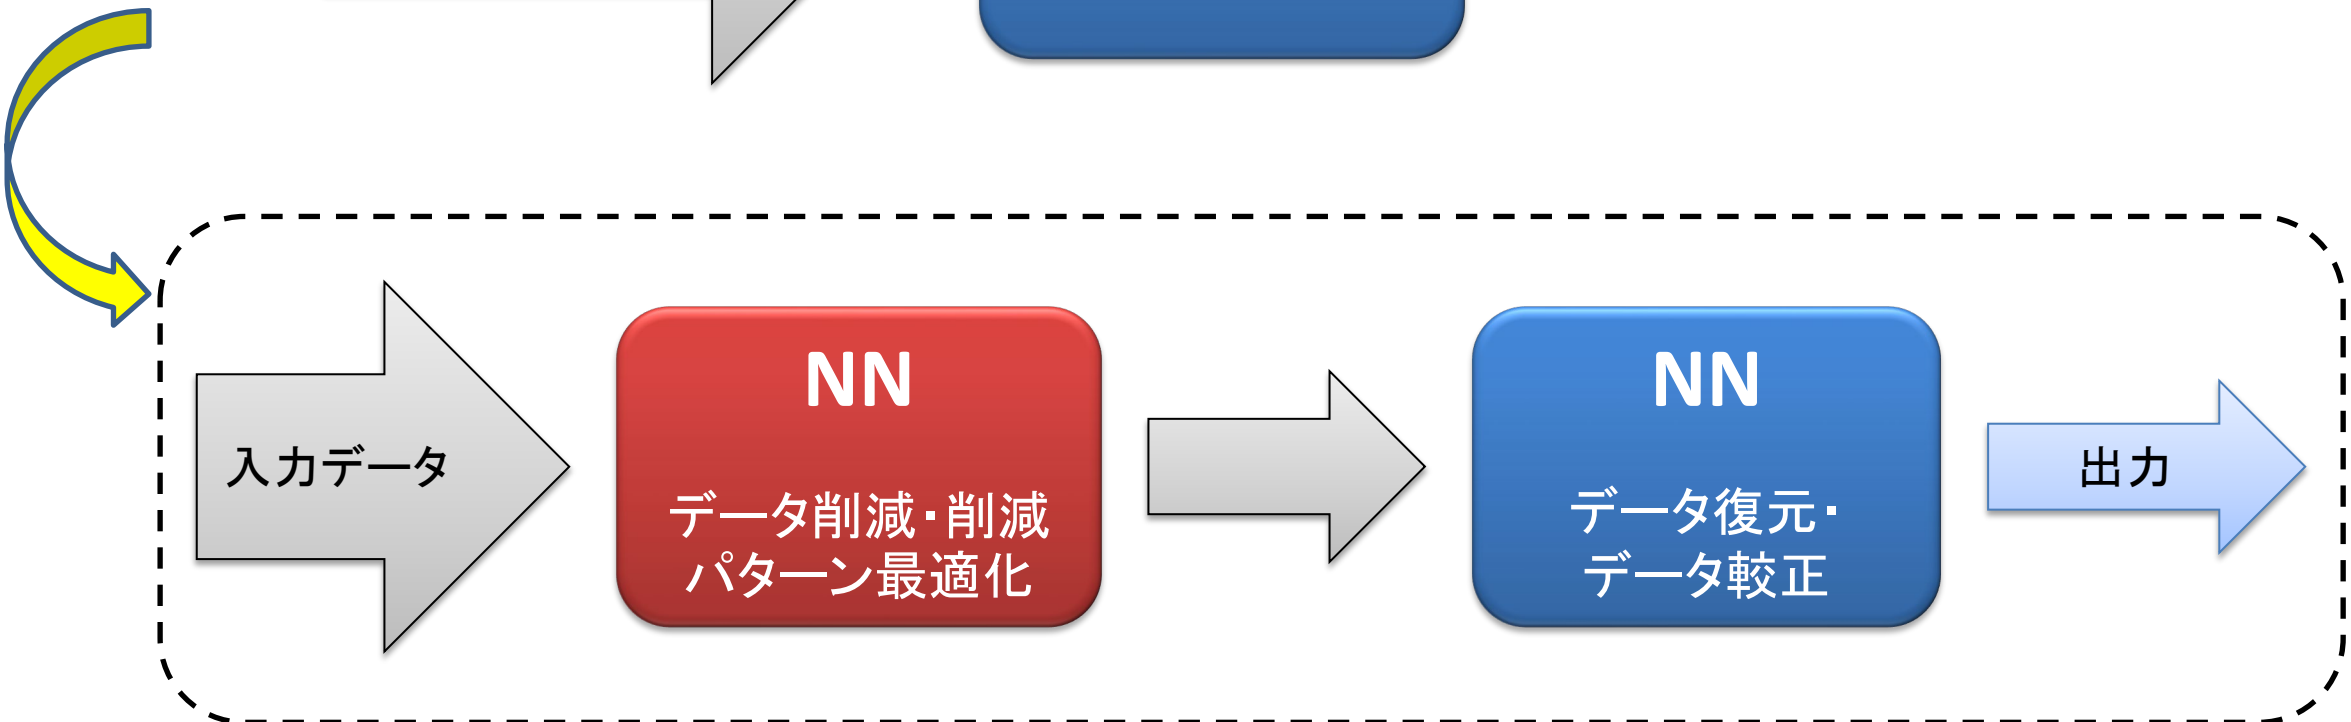 入力データ
NN
データ削減・削減
パターン最適化
NN
データ復元・
データ較正
出力